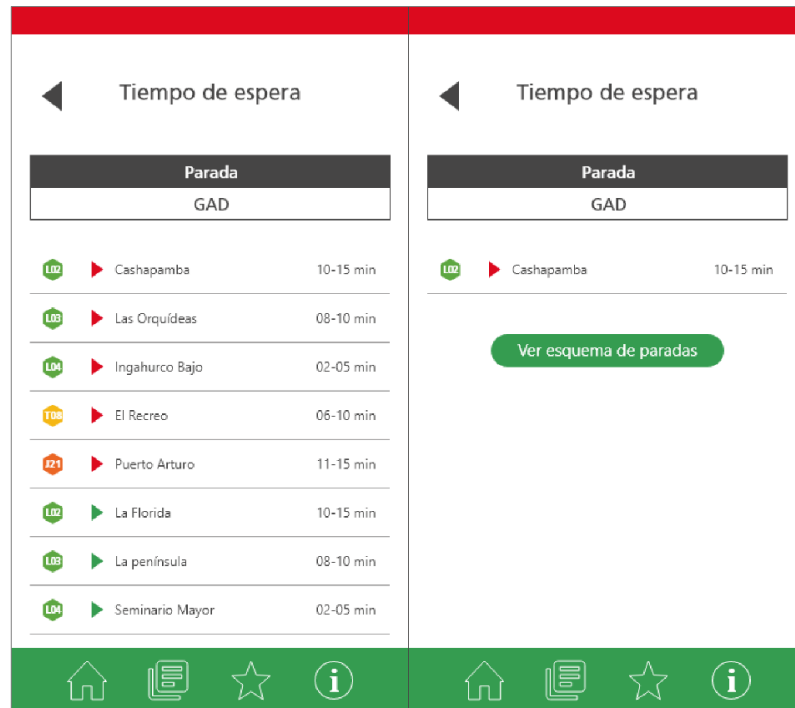 Tiempo de espera
Parada
GAD
L02 Cashapamba 10-15 min
L03 Las Orquídeas 08-10 min
L04 Ingahurco Bajo 02-05 min
T08 El Recreo 06-10 min
J21 Puerto Arturo 11-15 min
L02 La Florida 10-15 min
L03 La península 08-10 min
L04 Seminario Mayor 02-05 min
i
Tiempo de espera
Parada
GAD
L02 Cashapamba 10-15 min
Ver esquema de paradas
i